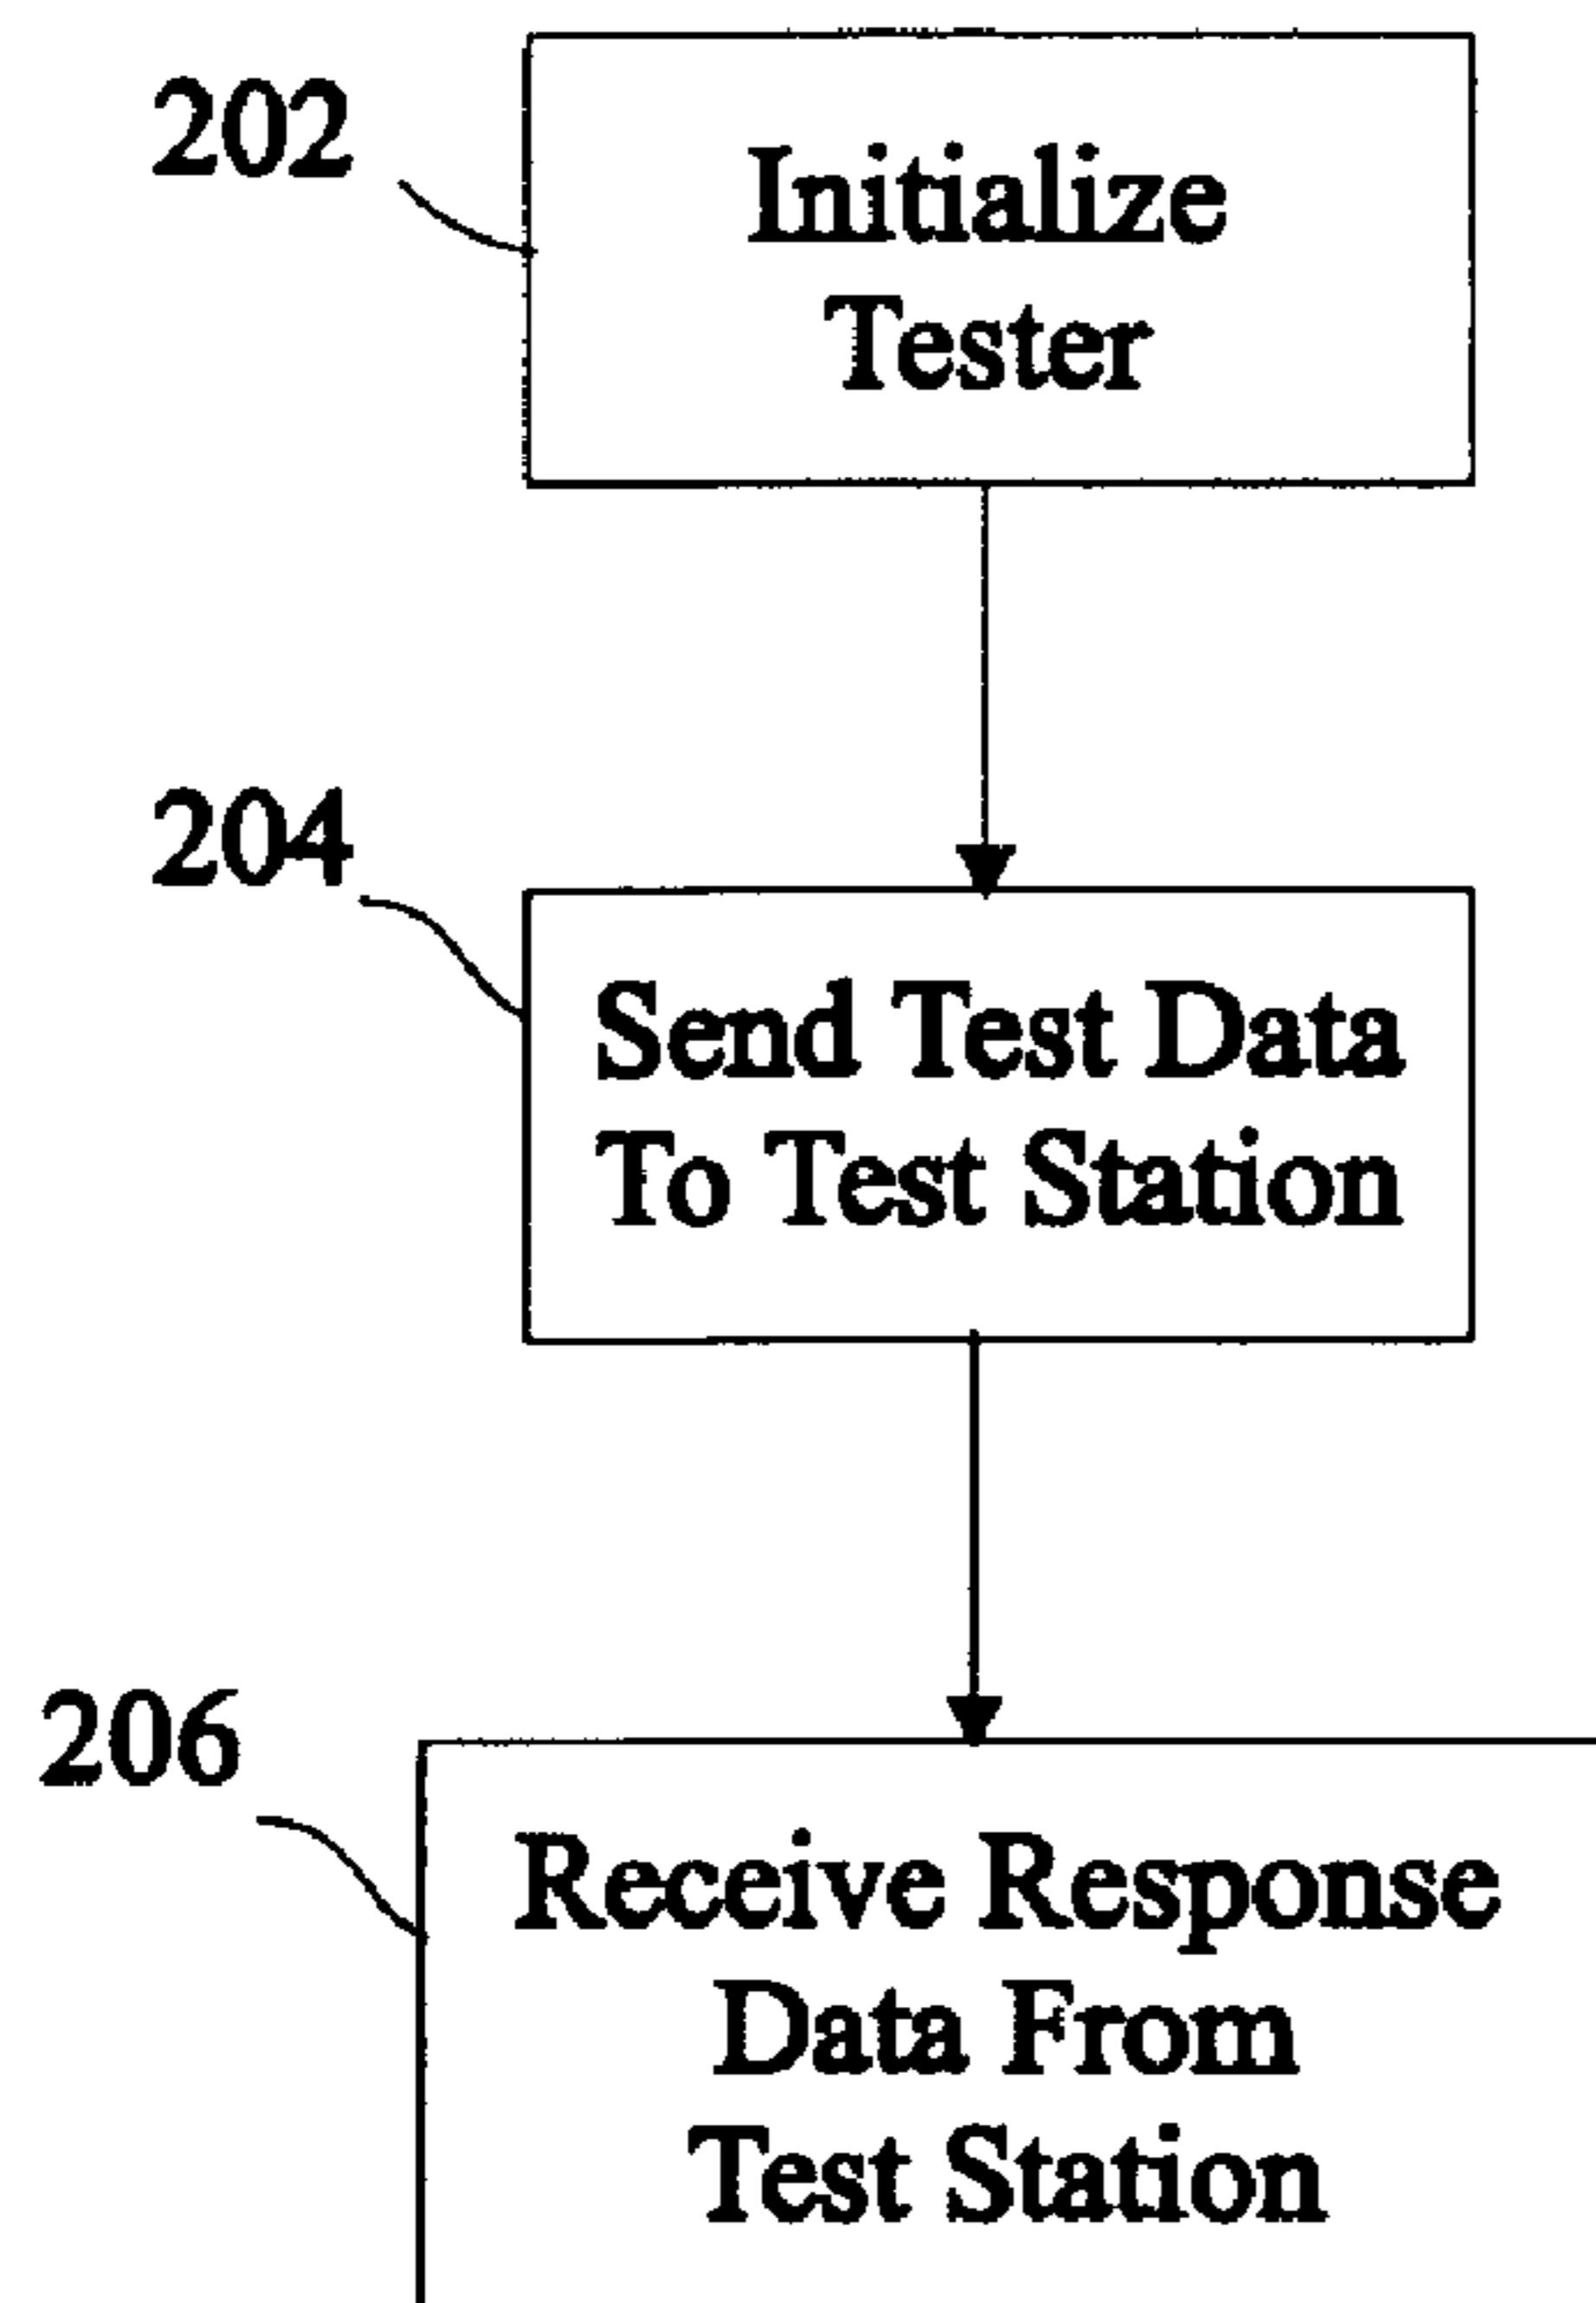 202
Initialize
Tester
204
Send Test Data
To Test Station
206
Receive Response
Data From
Test Station